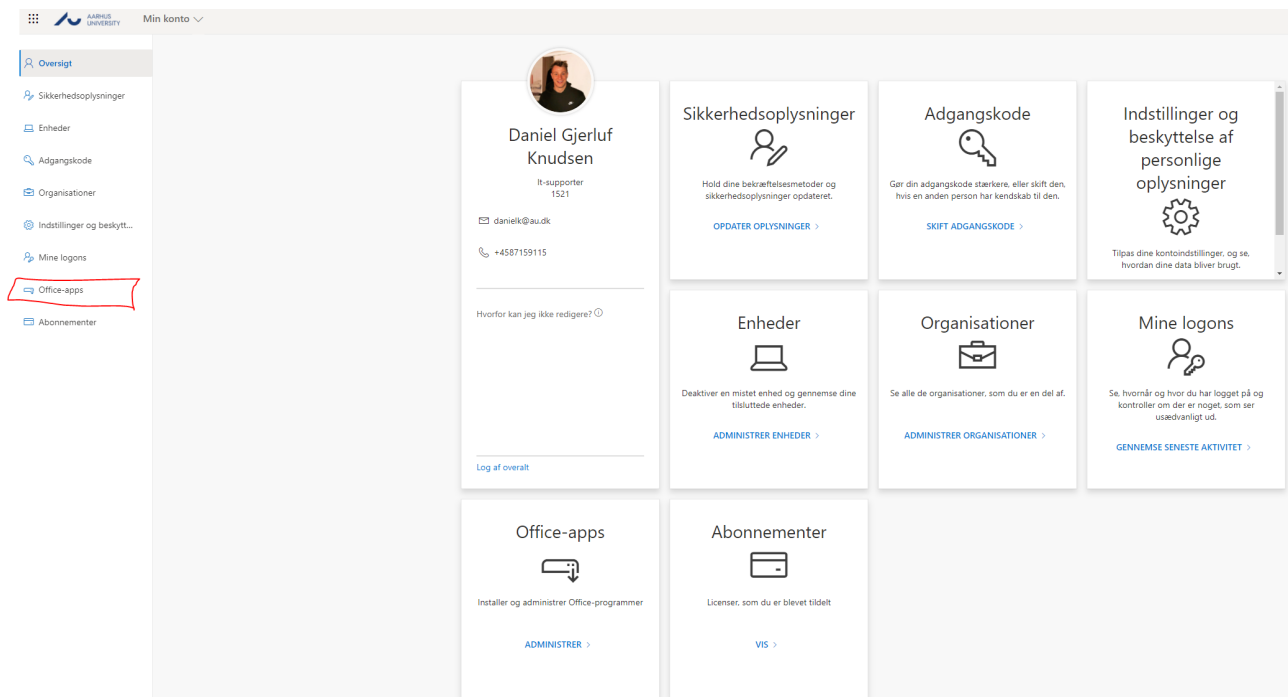 AARHUS
UNIVERSITY
Min konto
Oversigt
Sikkerhedsoplysninger
Enheder
Adgangskode
Organisationer
Indstillinger og beskytt...
Mine logons
Office-apps
Abonnementer
Daniel Gjerluf
Knudsen
It-supporter
1521
danielk@au.dk
+4587159115
Hvorfor kan jeg ikke redigere?
Log af overalt
Sikkerhedsoplysninger
Hold dine bekræftelsesmetoder og
sikkerhedsoplysninger opdateret.
OPDATER OPLYSNINGER >
Adgangskode
Gør din adgangskode stærkere, eller skift den,
hvis en anden person har kendskab til den.
SKIFT ADGANGSKODE >
Indstillinger og
beskyttelse af
personlige
oplysninger
Tilpas dine kontoindstillinger, og se,
hvordan dine data bliver brugt.
Enheder
Deaktiver en mistet enhed og gennemse dine
tilsluttede enheder.
ADMINISTRER ENHEDER >
Organisationer
Se alle de organisationer, som du er en del af.
ADMINISTRER ORGANISATIONER >
Mine logons
Se, hvornår og hvor du har logget på og
kontroller om der er noget, som ser
usædvanligt ud.
GENNEMSE SENESTE AKTIVITET >
Office-apps
Installer og administrer Office-programmer
ADMINISTRER >
Abonnementer
Licenser, som du er blevet tildelt
VIS >